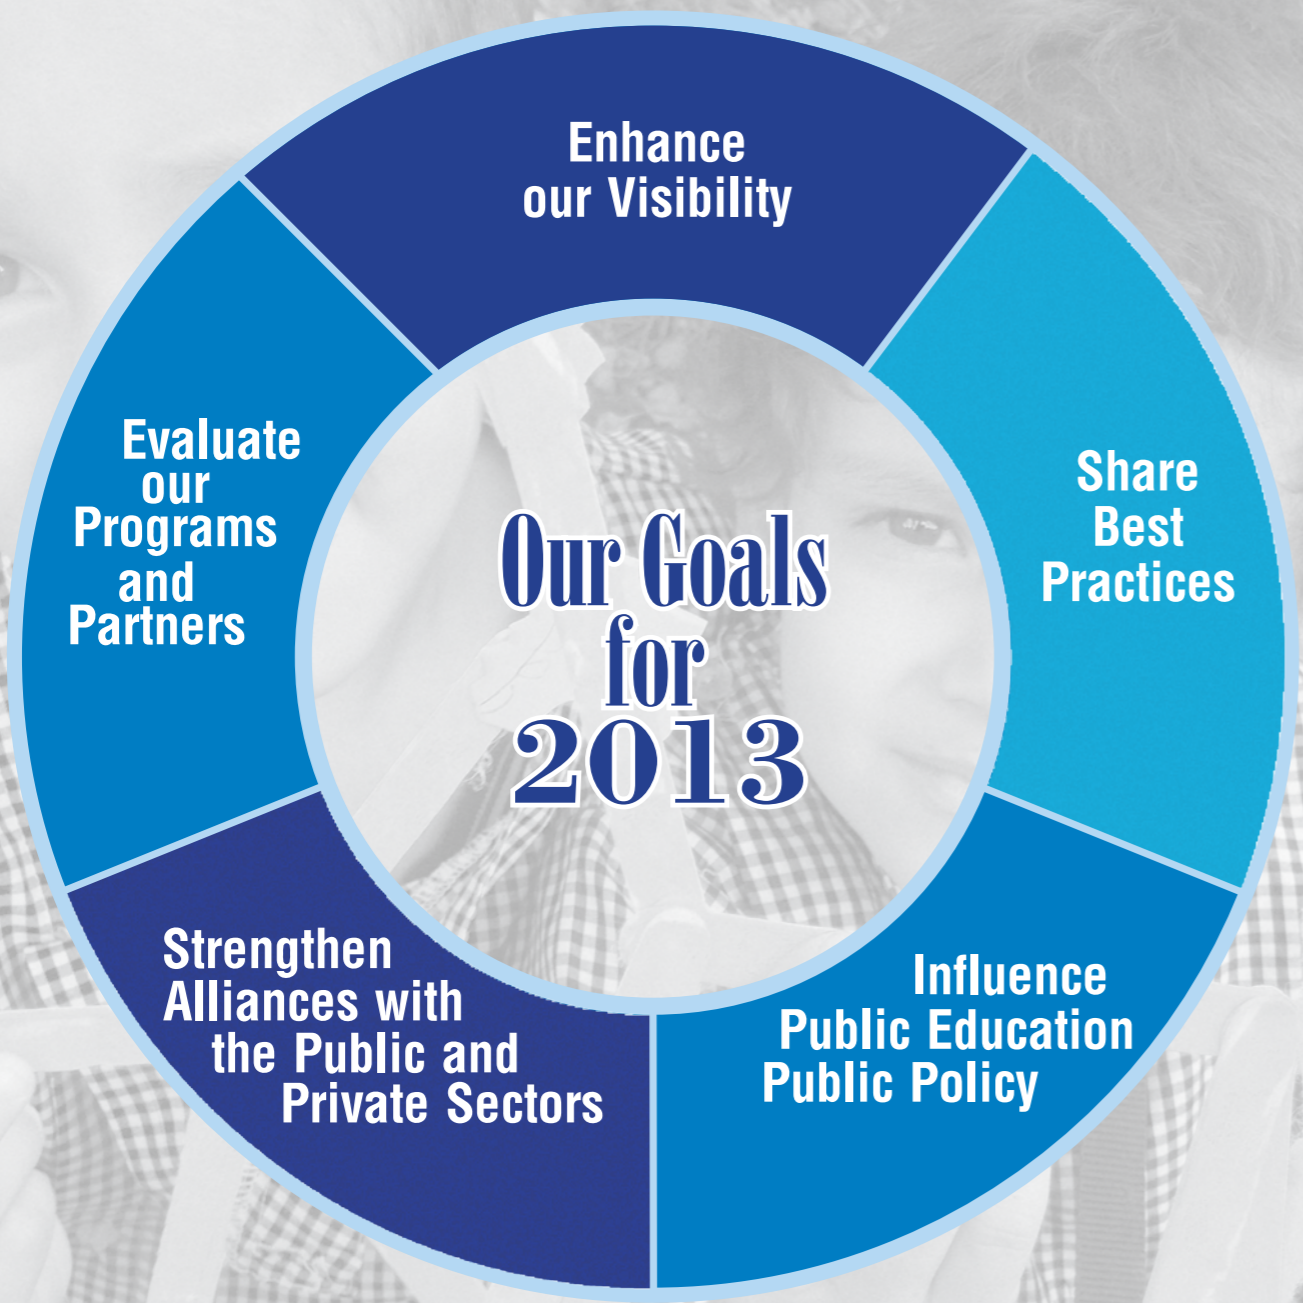 Our Goals
for
2013
Enhance
our Visibility
Share
Best
Practices
Influence
Public Education
Public Policy
Strengthen
Alliances with
the Public and
Private Sectors
Evaluate
our
Programs
and
Partners